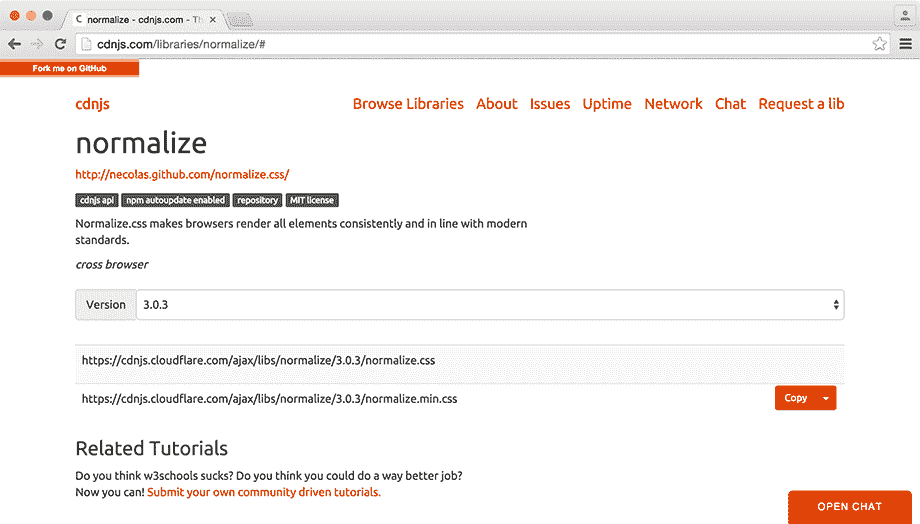 normalize - cdnjs.com - Th
cdnjs.com/libraries/normalize/#
Fork me on GitHub
cdnjs
Browse Libraries About Issues Uptime Network Chat Request a lib
normalize
http://necolas.github.com/normalize.css/
cdnjs api npm autoupdate enabled repository MIT license
Normalize.css makes browsers render all elements consistently and in line with modern
standards.
cross browser
Version 3.0.3
https://cdnjs.cloudflare.com/ajax/libs/normalize/3.0.3/normalize.css
https://cdnjs.cloudflare.com/ajax/libs/normalize/3.0.3/normalize.min.css
Copy
Related Tutorials
Do you think w3schools sucks? Do you think you could do a way better job?
Now you can! Submit your own community driven tutorials.
OPEN CHAT